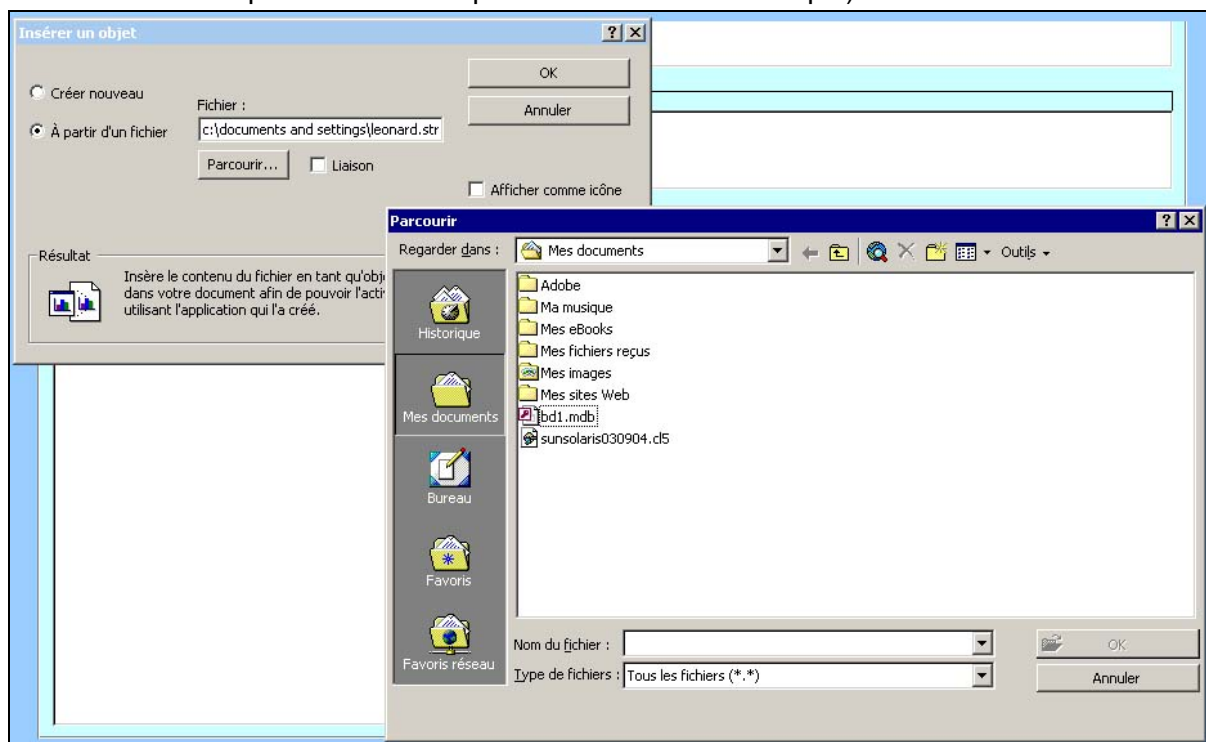 Insérer un objet
Créer nouveau
À partir d'un fichier
Fichier :
c:\documents and settings\leonard.str
Parcourir...
Liaison
OK
Annuler
Afficher comme icône
Résultat
Insère le contenu du fichier en tant qu'obj
dans votre document afin de pouvoir l'acti
utilisant l'application qui l'a créé.
Parcourir
Regarder dans :
Mes documents
Outils
Historique
Mes documents
Bureau
Favoris
Favoris réseau
Adobe
Ma musique
Mes eBooks
Mes fichiers reçus
Mes images
Mes sites Web
bd1.mdb
sunsolaris030904.cl5
Nom du fichier :
OK
Type de fichiers :
Tous les fichiers (*.*)
Annuler